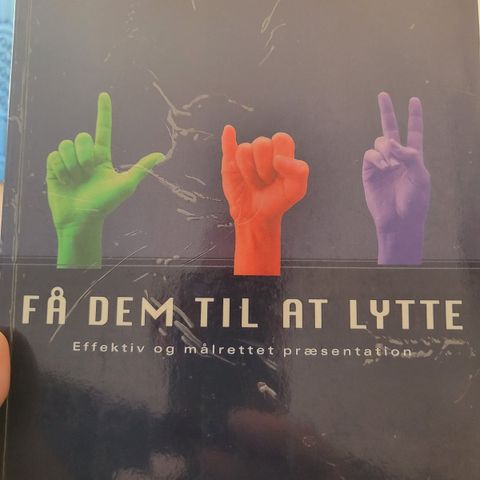 FÅ DEM TIL AT LYTTE
Effektiv og målrettet præsentation